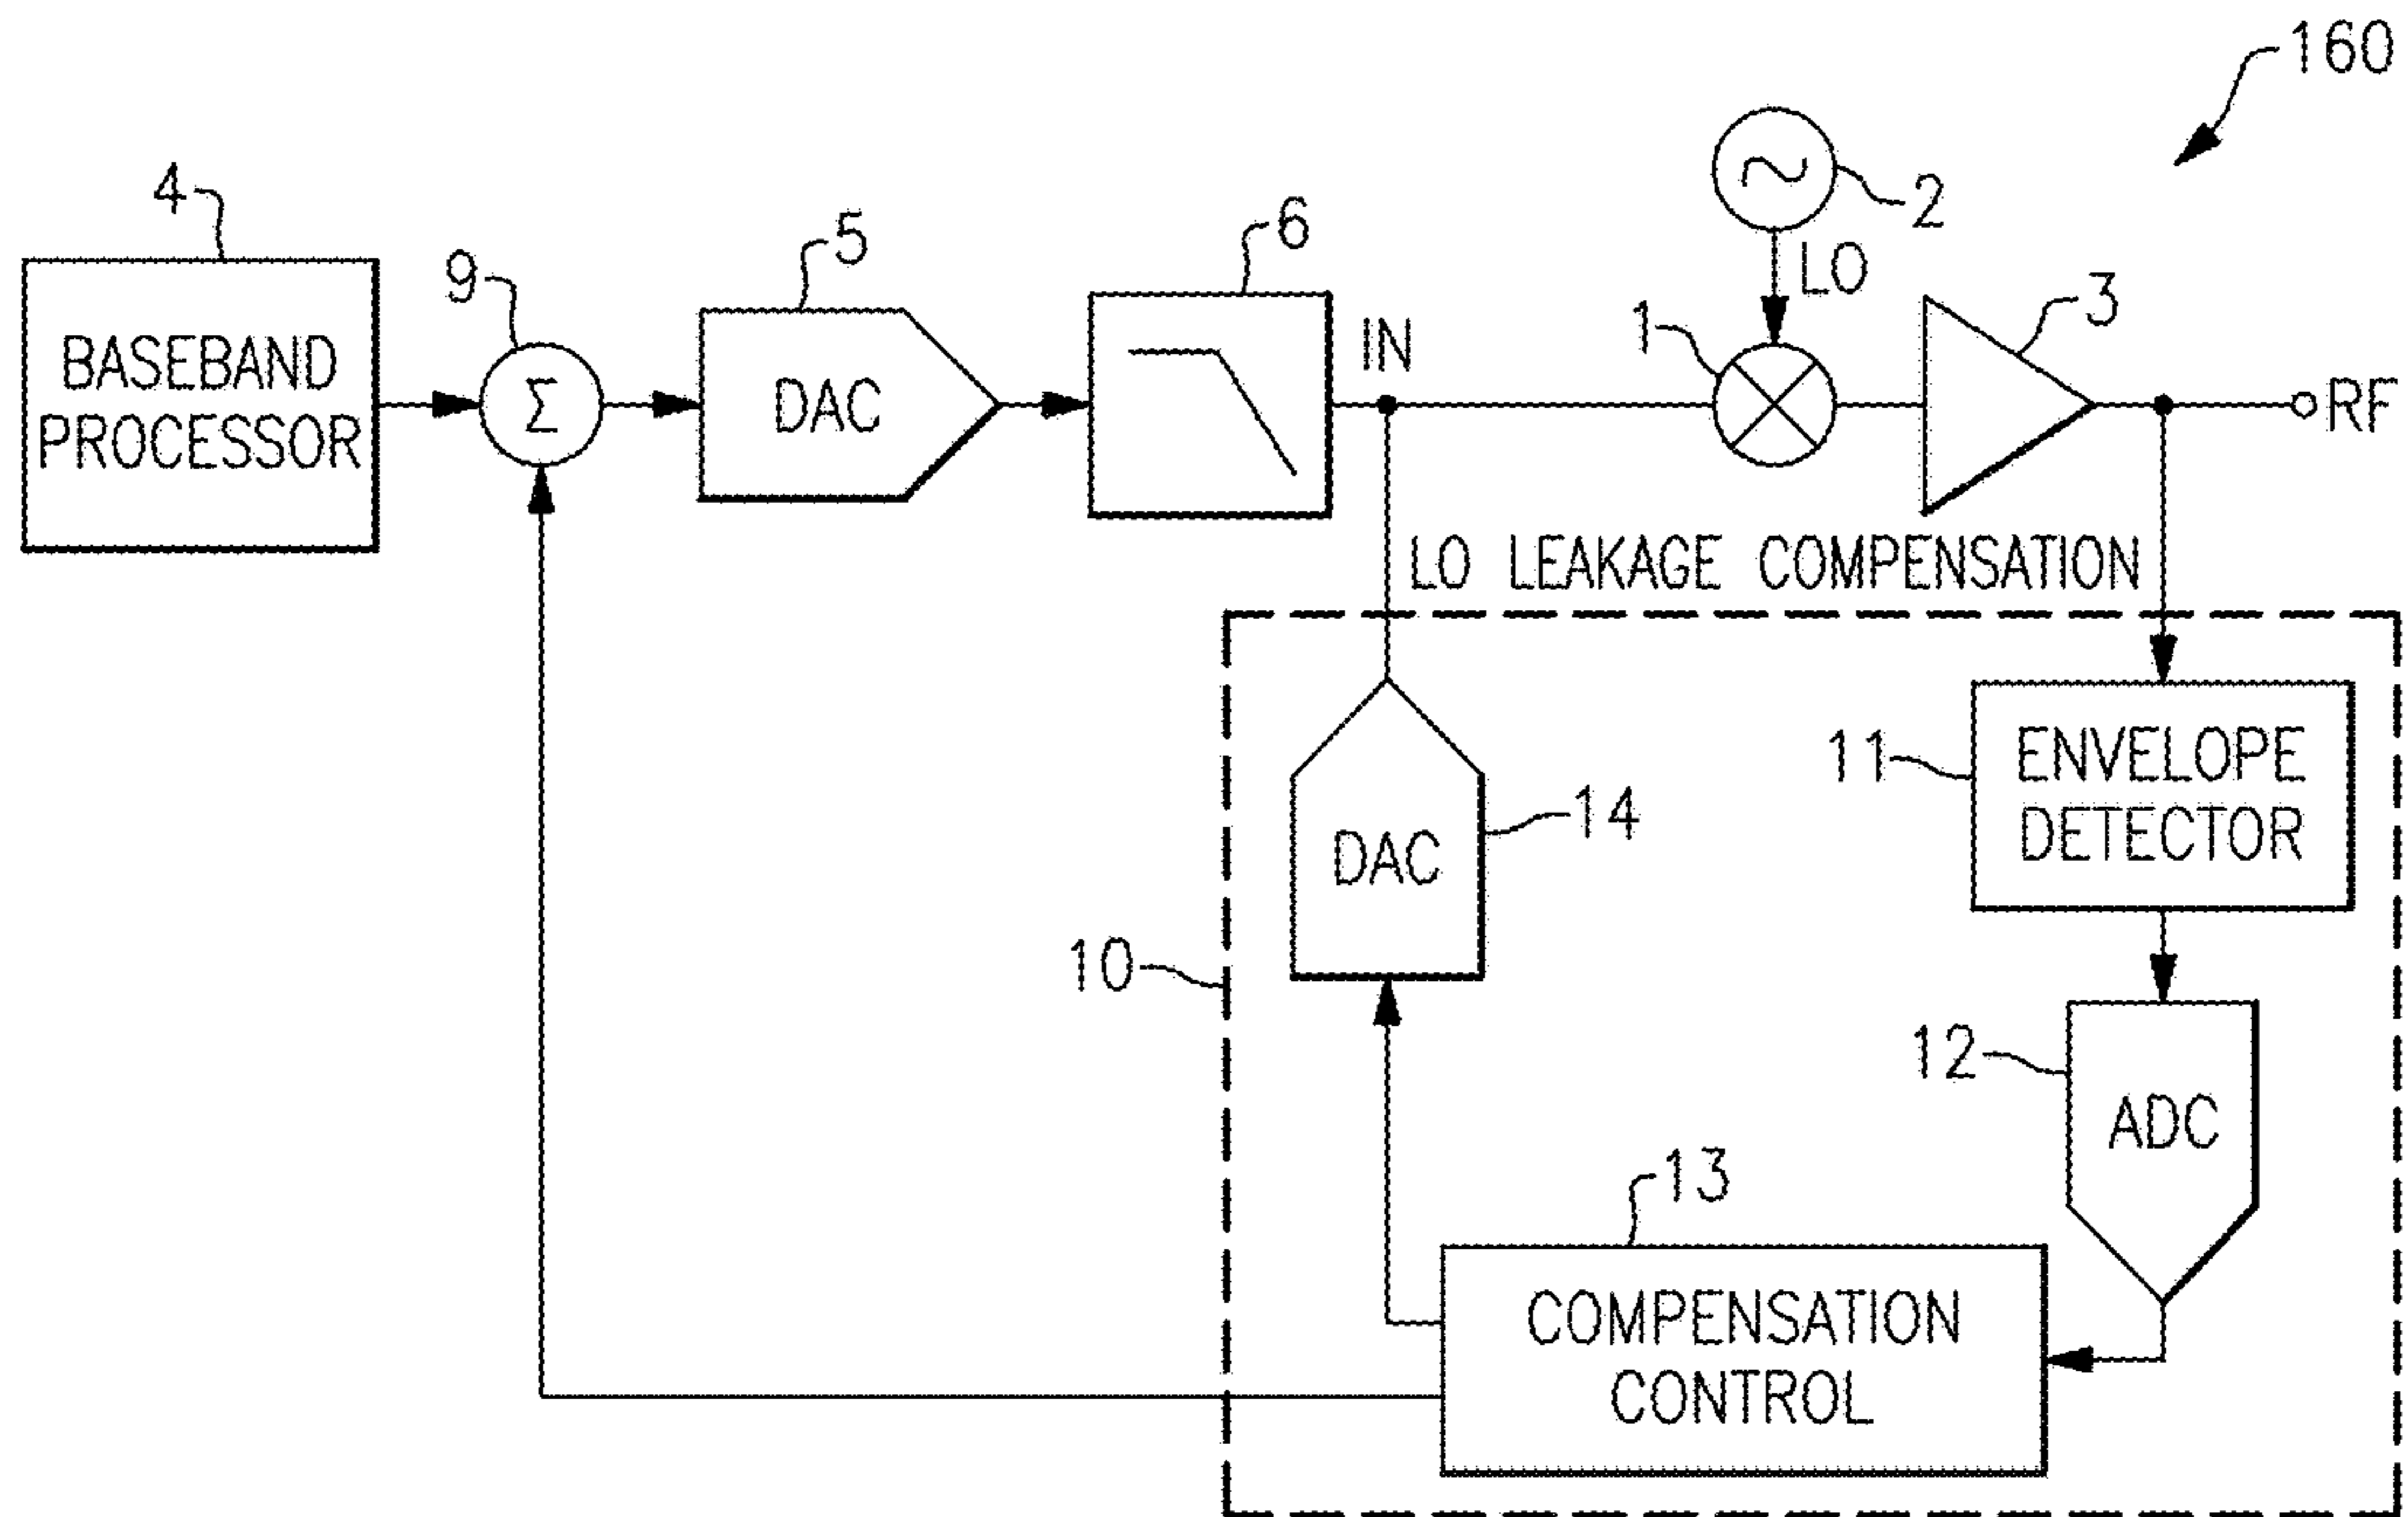 160
4
9
5
6
2
LO
1
3
BASEBAND
PROCESSOR
Σ
DAC
IN
RF
LO LEAKAGE COMPENSATION
11
ENVELOPE
DETECTOR
14
DAC
10
12
ADC
13
COMPENSATION
CONTROL